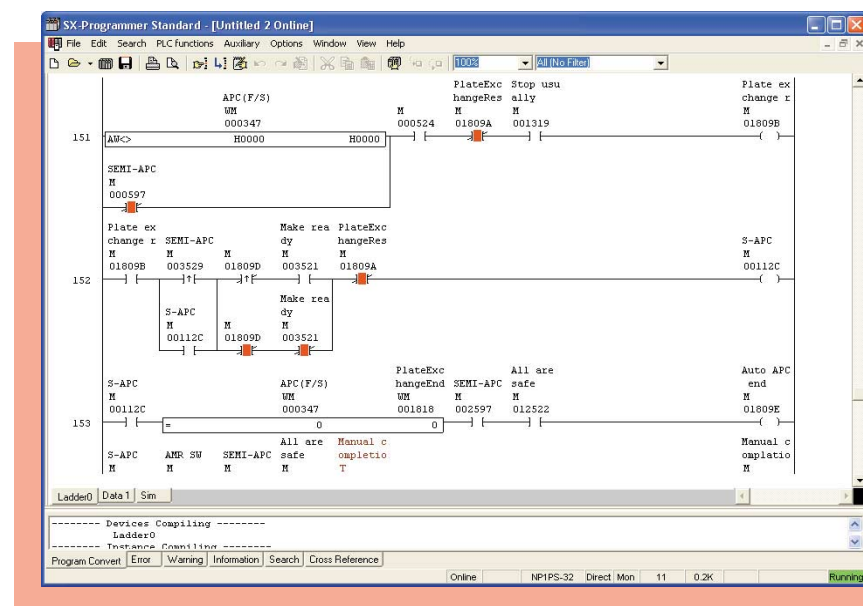 SX-Programmer Standard - [Untitled 2 Online]
File Edit Search PLC functions Auxiliary Options Window View Help
100% All (No Filter)
PlateExc Stop usu Plate ex
APC(F/S) hangeRes ally change r
WM M M M M
000347 000524 01809A 001319 01809B
151 AW<> H0000 H0000
SEMI-APC
M
000597
Plate ex Make rea PlateExc
change r SEMI-APC dy hangeRes S-APC
M M M M M M
01809B 003529 01809D 003521 01809A 00112C
152
Make rea
S-APC dy
M M M
00112C 01809D 003521
PlateExc All are Auto APC
S-APC APC(F/S) hangeEnd SEMI-APC safe end
M WM WM M M M
00112C 000347 001818 002597 012522 01809E
153 = 0 0
All are Manual c Manual c
S-APC AMR SW SEMI-APC safe ompletio omplatio
M M M M T M
Ladder0 Data 1 Sim
-------- Devices Compiling --------
Ladder0
-------- Instance Compiling --------
Program Convert Error Warning Information Search Cross Reference
Online NP1PS-32 Direct Mon 11 0.2K Running